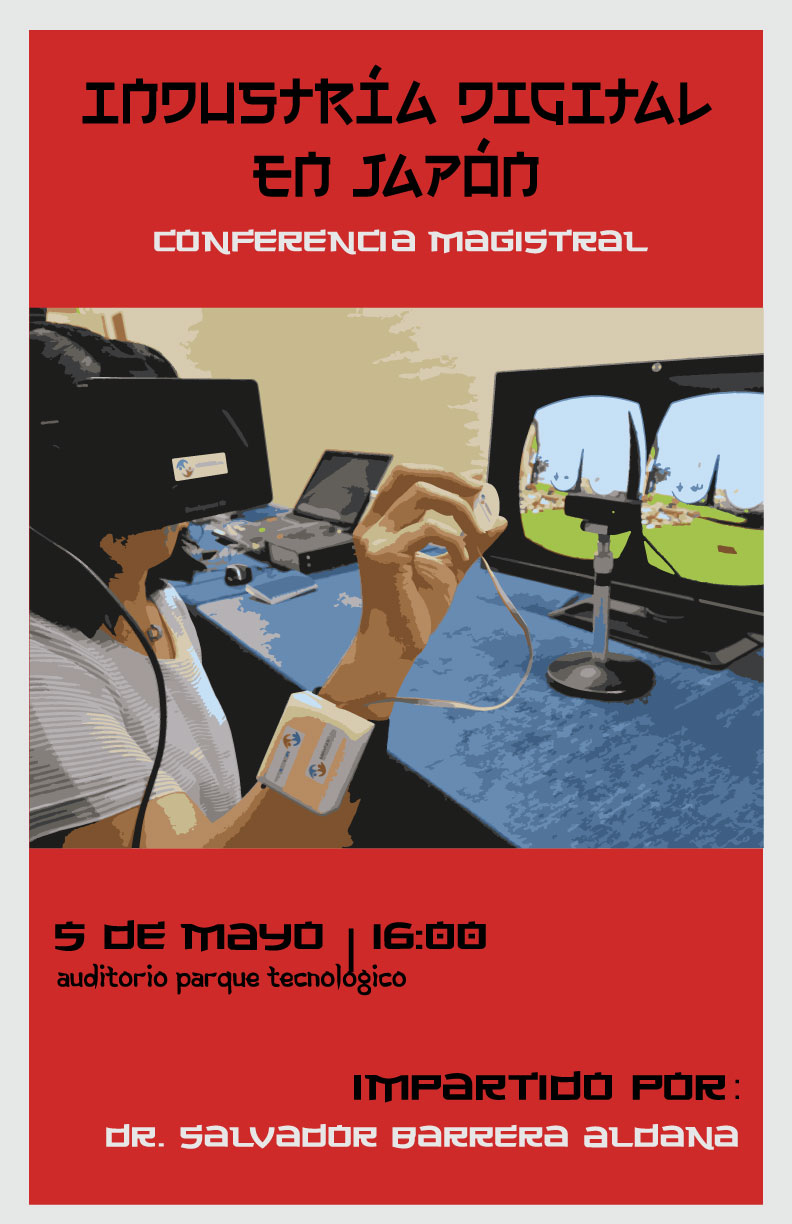 INDUSTRÍA DIGITAL
EN JAPÓN
CONFERENCIA MAGISTRAL
5 DE MAYO | 16:00
auditorio parque tecnológico
IMPARTIDO POR:
DR. SALVADOR BARRERA ALDANA